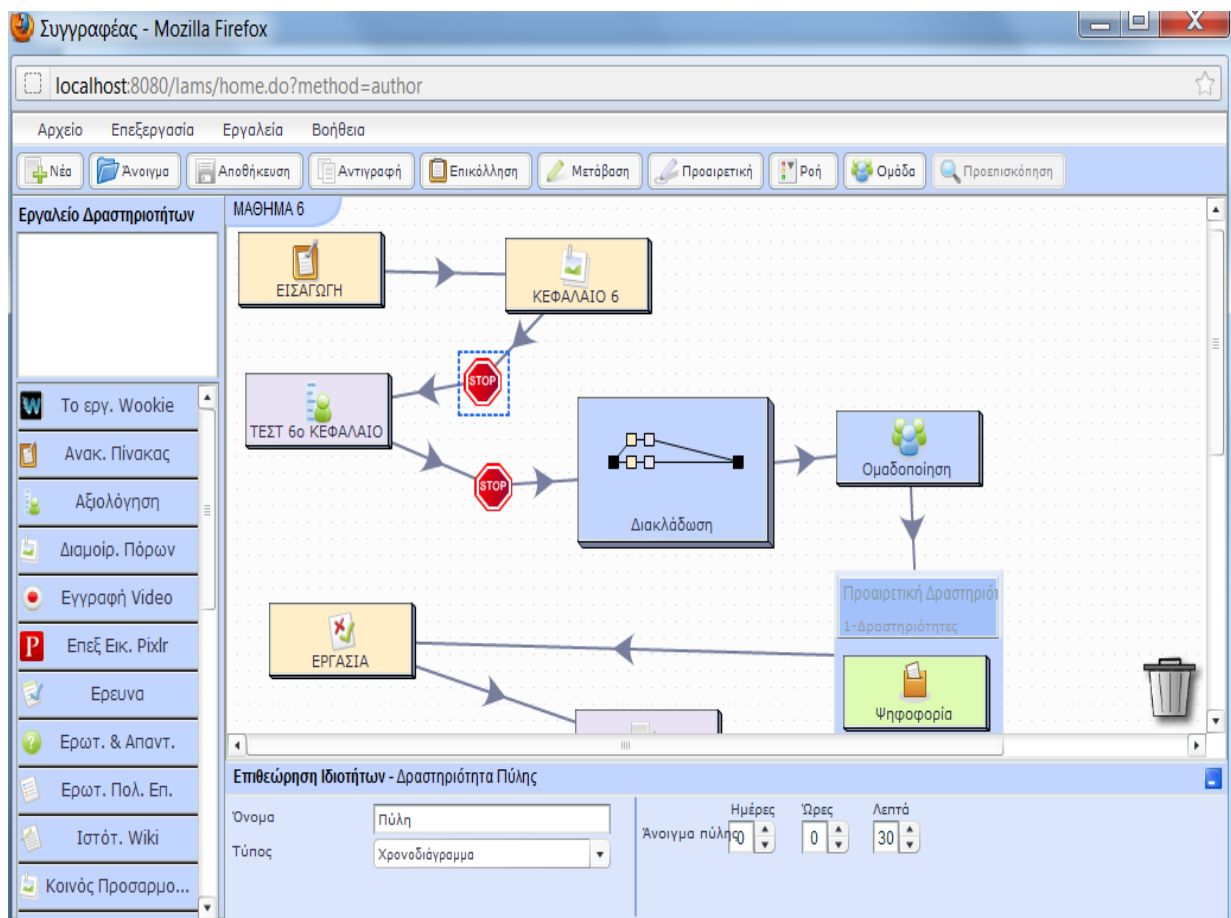 Συγγραφέας - Mozilla Firefox
localhost:8080/lams/home.do?method=author
Αρχείο Επεξεργασία Εργαλεία Βοήθεια
Νέα Άνοιγμα Αποθήκευση Αντιγραφή Επικόλληση Μετάβαση Προαιρετική Ροή Ομάδα Προεπισκόπηση
Εργαλείο Δραστηριοτήτων
Το εργ. Wookie
Ανακ. Πίνακας
Αξιολόγηση
Διαμοίρ. Πόρων
Εγγραφή Video
P Επεξ Εικ. Pixlr
Ερευνα
Ερωτ. & Απαντ.
Ερωτ. Πολ. Επ.
Ιστότ. Wiki
Κοινός Προσαρμο...
ΜΑΘΗΜΑ 6
ΕΙΣΑΓΩΓΗ
ΚΕΦΑΛΑΙΟ 6
STOP
ΤΕΣΤ 6ο ΚΕΦΑΛΑΙΟ
STOP
Διακλάδωση
Ομαδοποίηση
Προαιρετική Δραστηριότ
1-Δραστηριότητες
ΕΡΓΑΣΙΑ
Ψηφοφορία
Επιθεώρηση Ιδιοτήτων - Δραστηριότητα Πύλης
Όνομα Πύλη
Τύπος Χρονοδιάγραμμα
Ημέρες Ώρες Λεπτά
Άνοιγμα πύλης 0 0 30